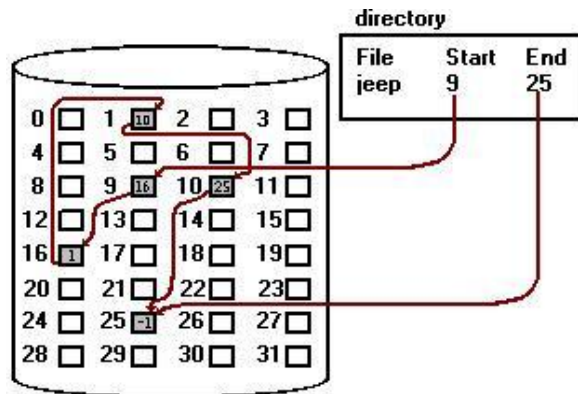 directory
File Start End
jeep 9 25
0 1 10 2 3
4 5 6 7
8 9 16 10 25 11
12 13 14 15
16 1 17 18 19
20 21 22 23
24 25 -1 26 27
28 29 30 31